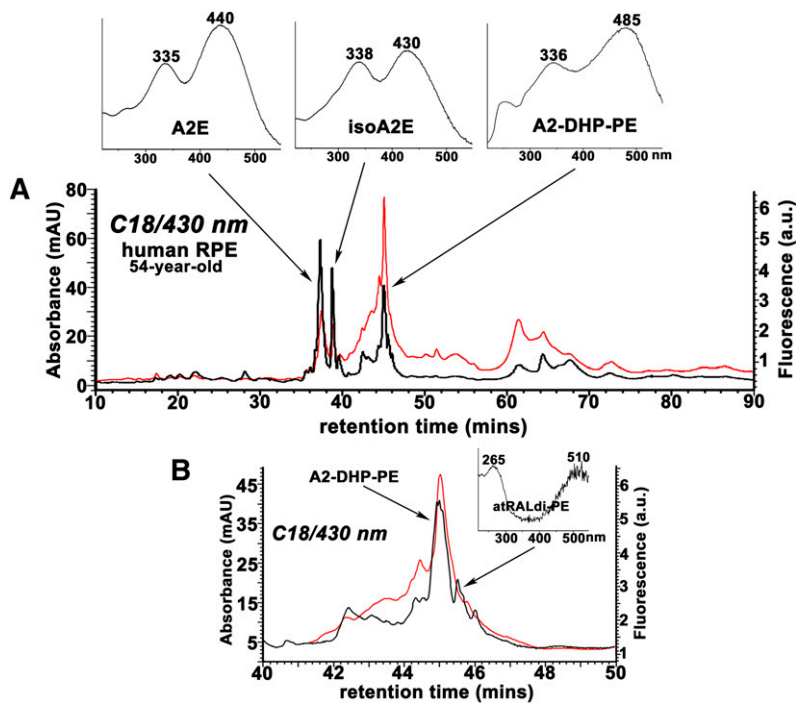 440
335
A2E
300 400 500
338 430
isoA2E
300 400 500
485
336
A2-DHP-PE
300 400 500 nm
A
C18/430 nm
human RPE
54-year-old
Absorbance (mAU)
80
60
40
20
0
Fluorescence (a.u.)
6
5
4
3
2
1
10 20 30 40 50 60 70 80 90
retention time (mins)
B
A2-DHP-PE
C18/430 nm
265 510
atRALdi-PE
300 400 500nm
Absorbance (mAU)
45
35
25
15
5
Fluorescence (a.u.)
6
5
4
3
2
1
40 42 44 46 48 50
retention time (mins)